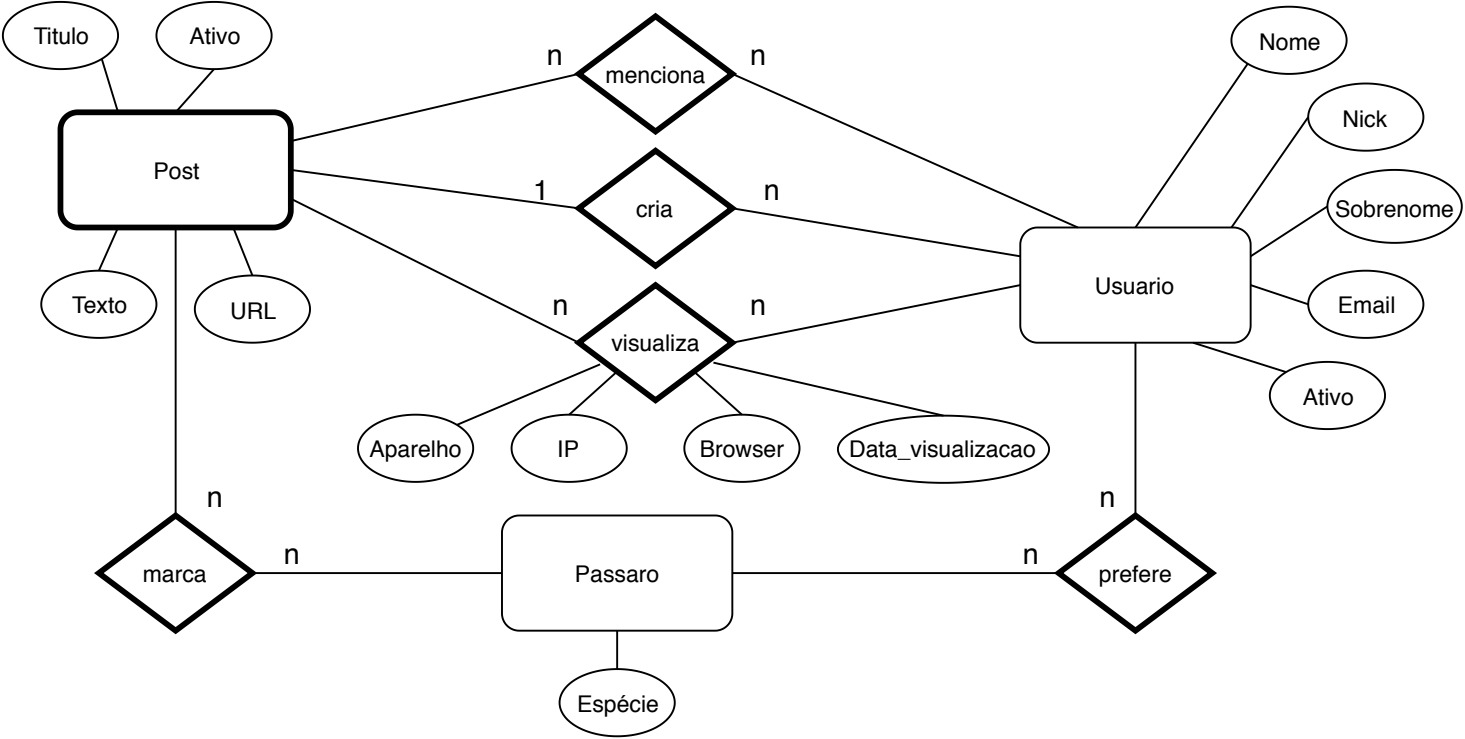 Titulo
Ativo
Nome
n
menciona
n
Nick
Post
1
cria
n
Sobrenome
Texto
URL
n
visualiza
n
Usuario
Email
Ativo
Aparelho
IP
Browser
Data_visualizacao
n
n
marca
n
Passaro
n
prefere
Espécie